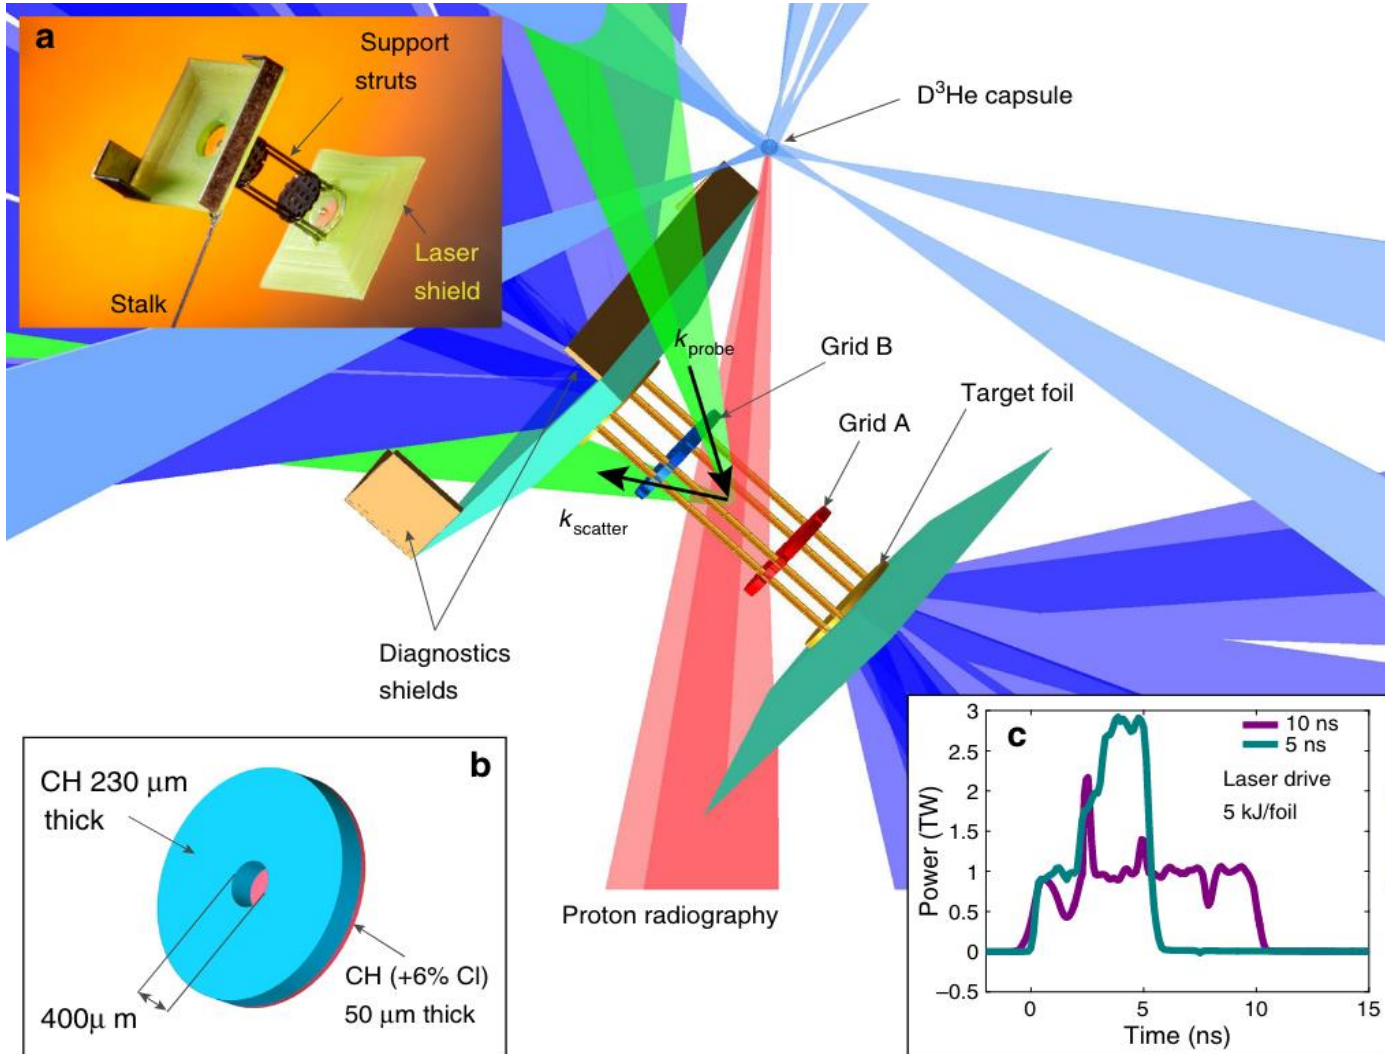 a
Support
struts
Laser
shield
Stalk
D³He capsule
k probe
Grid B
Target foil
Grid A
k scatter
Diagnostics
shields
Proton radiography
b
CH 230 μm
thick
400μ m
CH (+6% Cl)
50 μm thick
c
10 ns
5 ns
Laser drive
5 kJ/foil
Power (TW)
3
2.5
2
1.5
1
0.5
0
−0.5
0 5 10 15
Time (ns)